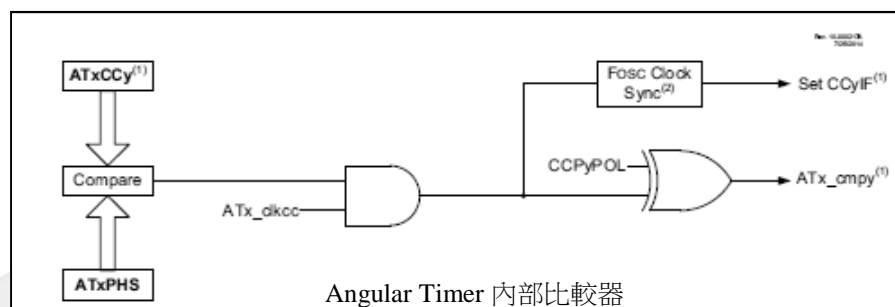 ATxCCy(1)
Fosc Clock
Sync(2)
Set CCyIF(1)
Compare
CCPyPOL
ATx_cmpy(1)
ATx_clkcc
ATxPHS
Angular Timer 內部比較器